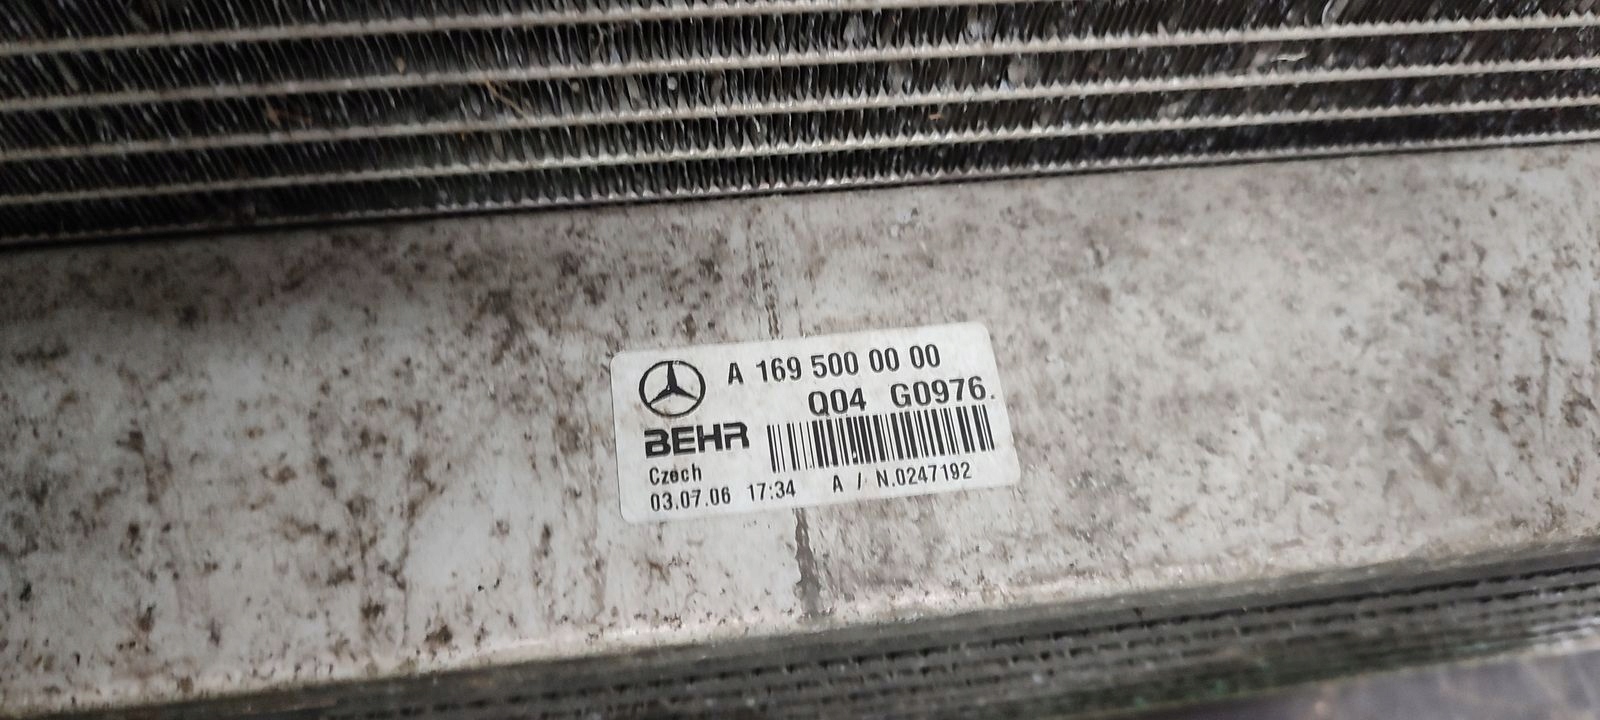 A 169 500 00 00
Q04 G0976
BEHR
Czech
03.07.06 17:34 A / N.0247192